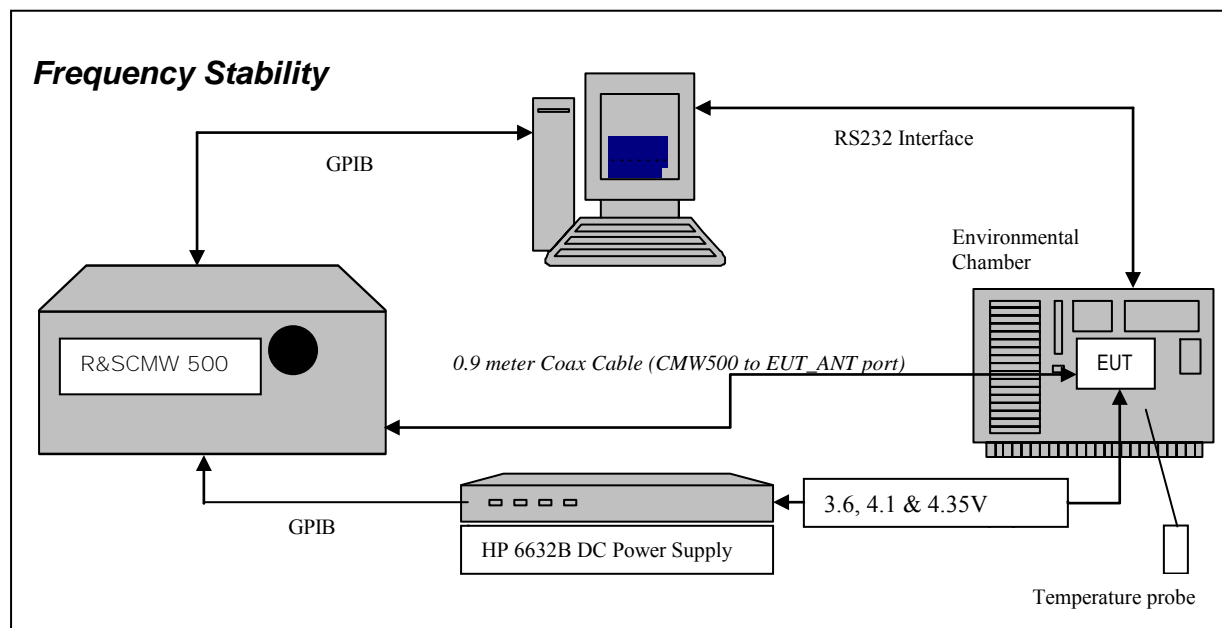 Frequency Stability
GPIB
RS232 Interface
Environmental
Chamber
R&SCMW 500
0.9 meter Coax Cable (CMW500 to EUT_ANT port)
EUT
3.6, 4.1 & 4.35V
GPIB
HP 6632B DC Power Supply
Temperature probe